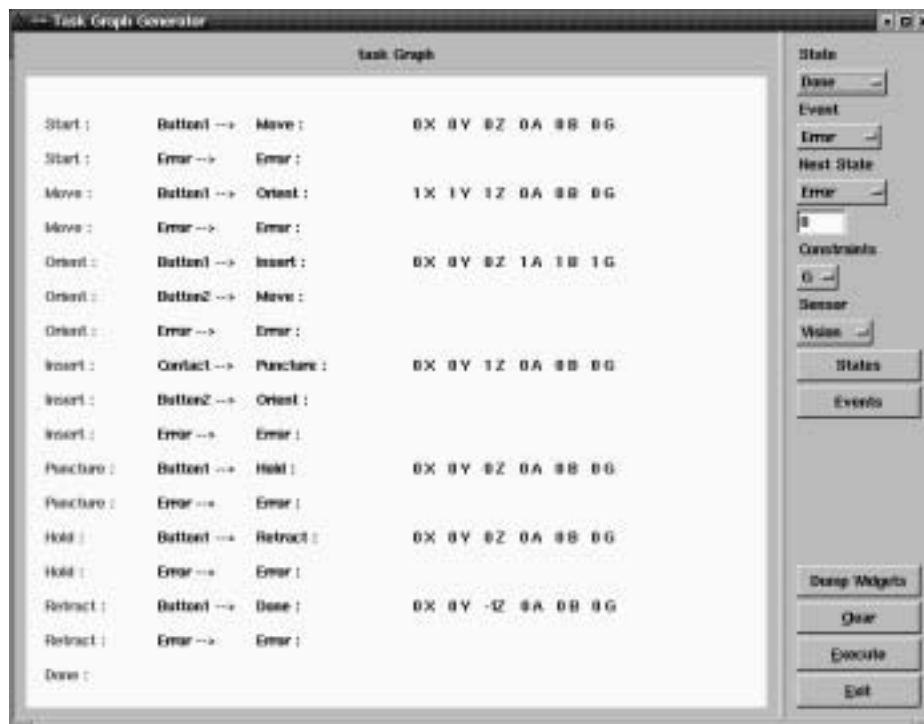 Task Graph Generator
task Graph
Start : Button1 --> Move : 0X 0Y 0Z 0A 0B 0G
Start : Error --> Error :
Move : Button1 --> Orient : 1X 1Y 1Z 0A 0B 0G
Move : Error --> Error :
Orient : Button1 --> Insert : 0X 0Y 0Z 1A 1B 1G
Orient : Button2 --> Move :
Orient : Error --> Error :
Insert : Contact --> Puncture : 0X 0Y 1Z 0A 0B 0G
Insert : Button2 --> Orient :
Insert : Error --> Error :
Puncture : Button1 --> Hold : 0X 0Y 0Z 0A 0B 0G
Puncture : Error --> Error :
Hold : Button1 --> Retract : 0X 0Y 0Z 0A 0B 0G
Hold : Error --> Error :
Retract : Button1 --> Done : 0X 0Y -1Z 0A 0B 0G
Retract : Error --> Error :
Done :
State
Done
Event
Error
Next State
Error
0
Constraints
G
Sensor
Vision
States
Events
Dump Widgets
Clear
Execute
Exit